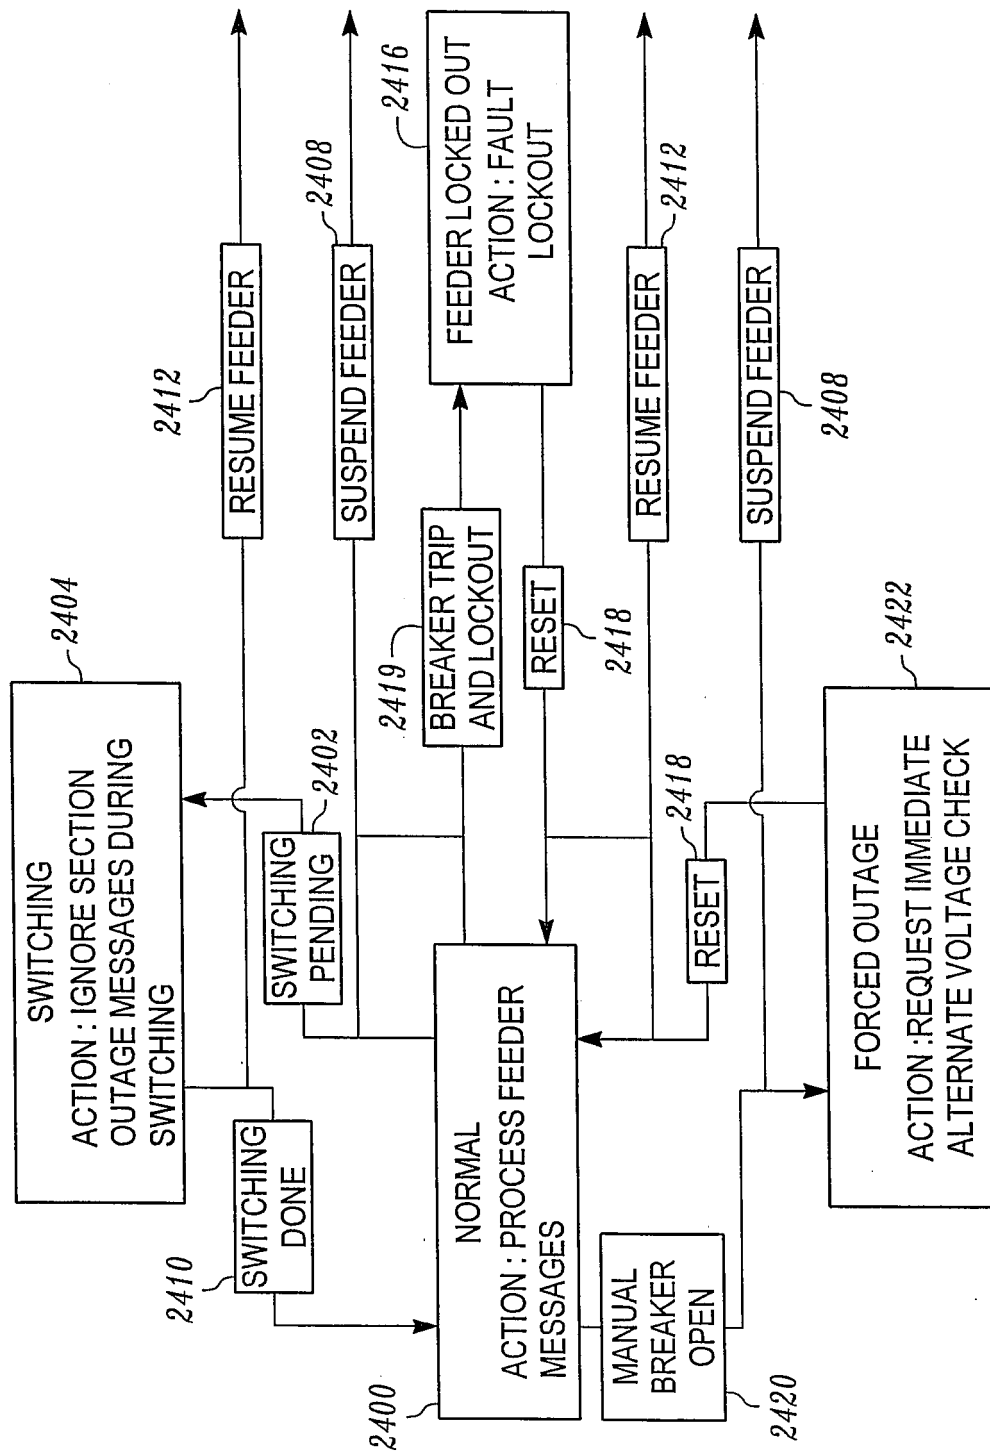 2404
SWITCHING
ACTION : IGNORE SECTION
OUTAGE MESSAGES DURING
SWITCHING
2412
RESUME FEEDER
2410
SWITCHING
DONE
SWITCHING
PENDING
2402
SUSPEND FEEDER
2408
2400
NORMAL
ACTION : PROCESS FEEDER
MESSAGES
2419
BREAKER TRIP
AND LOCKOUT
2416
FEEDER LOCKED OUT
ACTION : FAULT
LOCKOUT
RESET
2418
MANUAL
BREAKER
OPEN
2420
RESET
2418
RESUME FEEDER
2412
SUSPEND FEEDER
2408
FORCED OUTAGE
ACTION :REQUEST IMMEDIATE
ALTERNATE VOLTAGE CHECK
2422